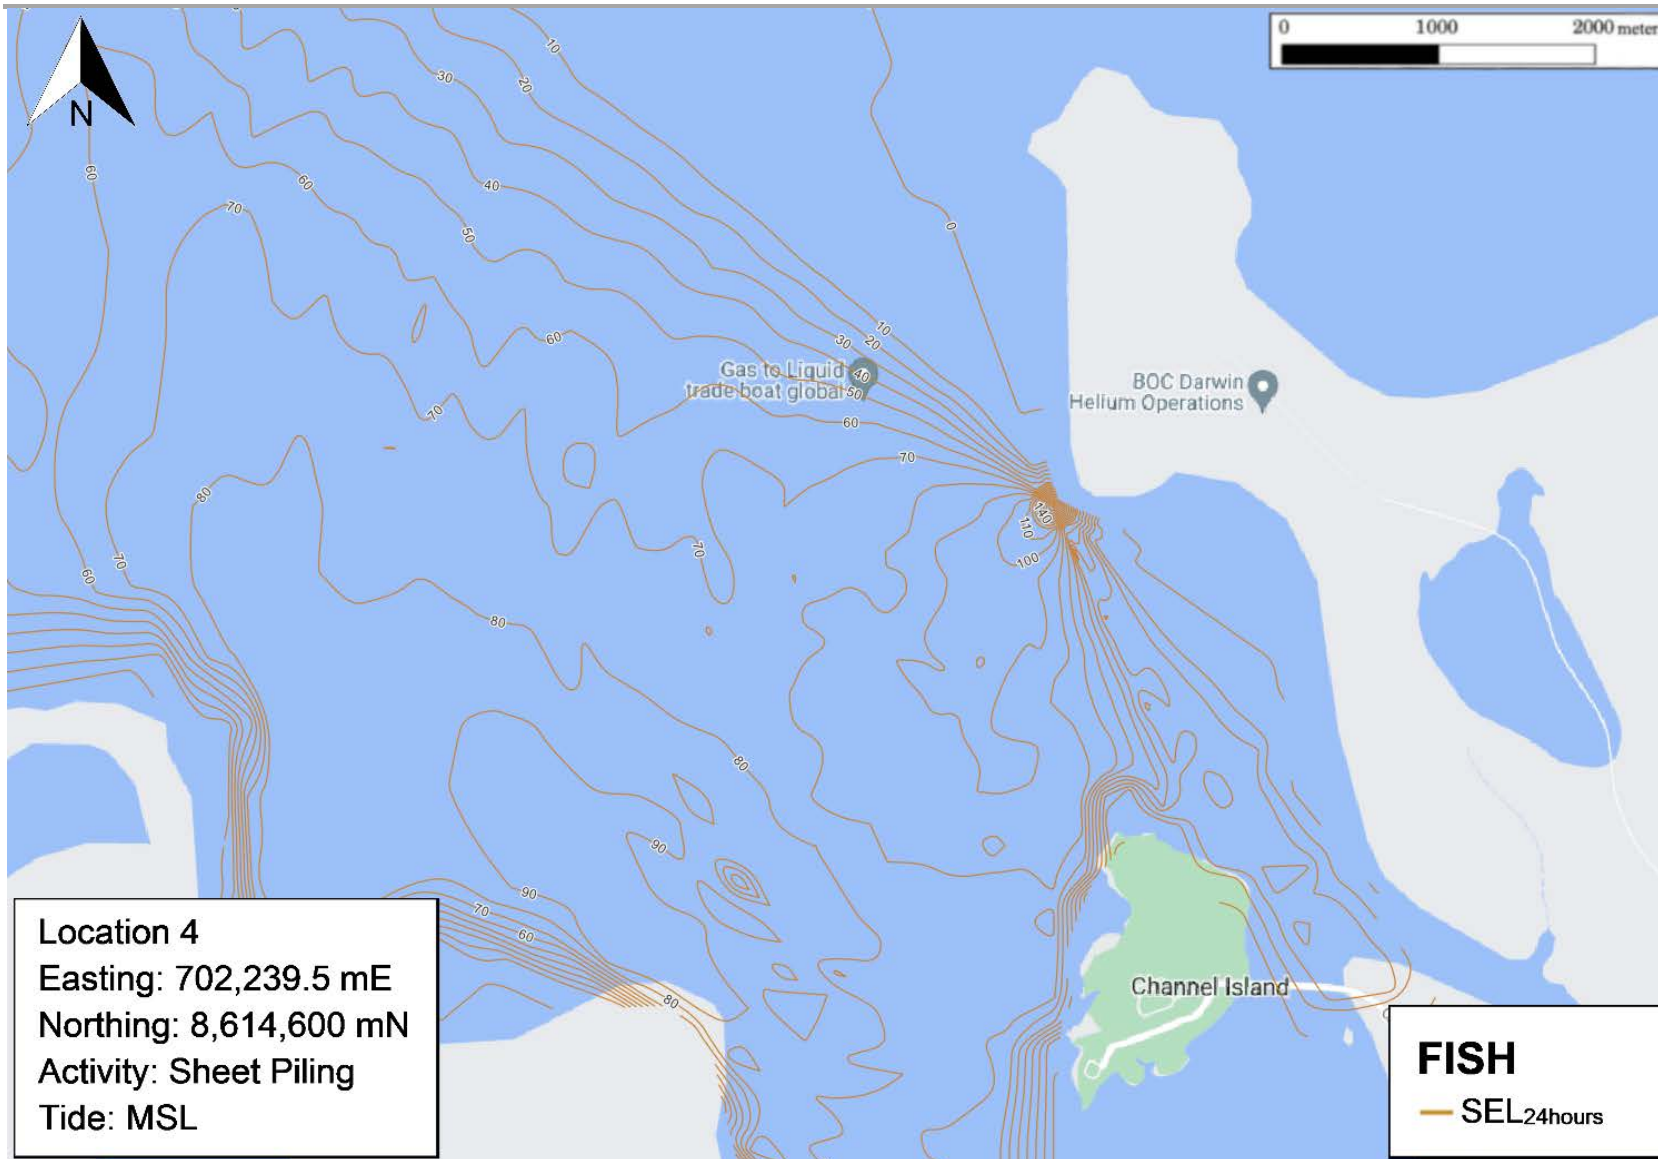 0 1000 2000 meter
N
10
30
20
60
60
40
70
50
0
10
20
30
60
Gas to Liquid
trade boat global
40
50
BOC Darwin
Helium Operations
70
60
70
80
140
110
100
70
70
60
80
80
90
90
70
60
80
Channel Island
Location 4
Easting: 702,239.5 mE
Northing: 8,614,600 mN
Activity: Sheet Piling
Tide: MSL
FISH
SEL24hours